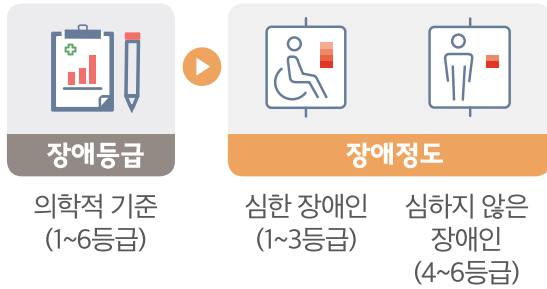 장애등급
장애정도
의학적 기준
(1~6등급)
심한 장애인
(1~3등급)
심하지 않은
장애인
(4~6등급)